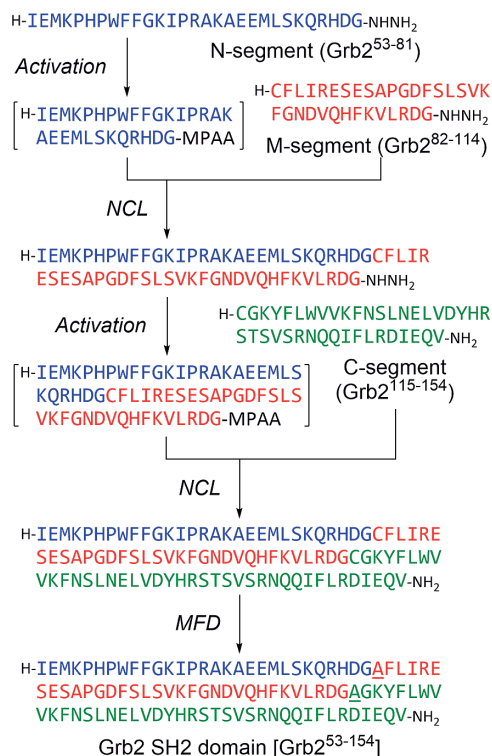 H-IEMKPHPWFFGKIPRAKAEEMLSKQRHDG-NHNH2
N-segment (Grb2 53-81)
Activation
H-IEMKPHPWFFGKIPRAK
AEEMLSKQRHDG-MPAA
H-CFLIRESESAPGDFSLSVK
FGNDVQHFKVLRDG-NHNH2
M-segment (Grb2 82-114)
NCL
H-IEMKPHPWFFGKIPRAKAEEMLSKQRHDGCFLIR
ESESAPGDFSLSVKFGNDVQHFKVLRDG-NHNH2
Activation
H-CGKYFLWVVKFNSLNELVDYHR
STSVSRNQQIFLRDIEQV-NH2
C-segment
(Grb2 115-154)
H-IEMKPHPWFFGKIPRAKAEEMLS
KQRHDGCFLIRESESAPGDFSLS
VKFGNDVQHFKVLRDG-MPAA
NCL
H-IEMKPHPWFFGKIPRAKAEEMLSKQRHDGCFLIRE
SESAPGDFSLSVKFGNDVQHFKVLRDGCGKYFLWV
VKFNSLNELVDYHRSTSVSRNQQIFLRDIEQV-NH2
MFD
H-IEMKPHPWFFGKIPRAKAEEMLSKQRHDGAFLIRE
SESAPGDFSLSVKFGNDVQHFKVLRDGAGKYFLWV
VKFNSLNELVDYHRSTSVSRNQQIFLRDIEQV-NH2
Grb2 SH2 domain [Grb2 53-154]